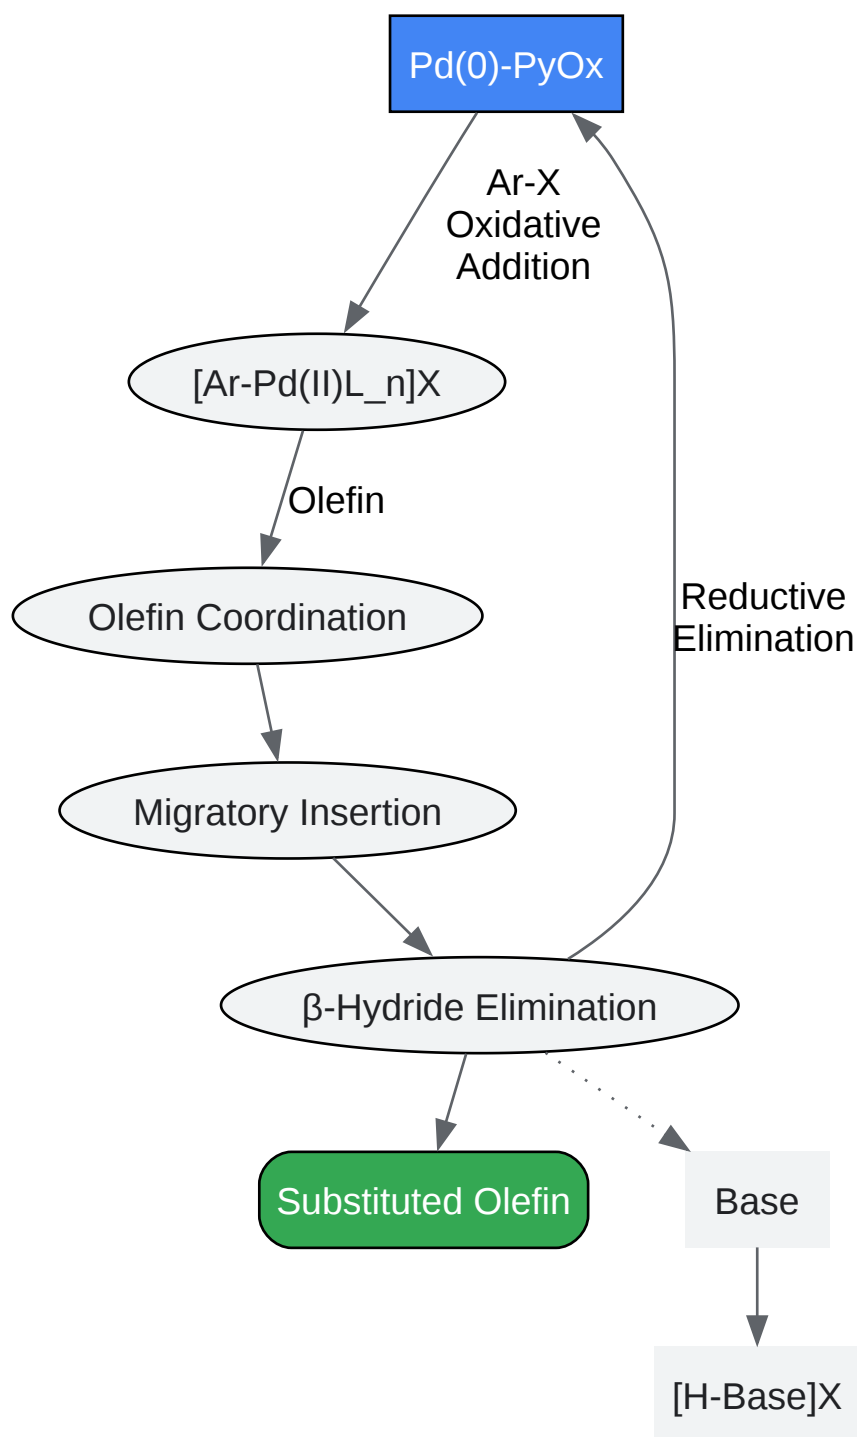 Pd(0)-PyOx
Ar-X
Oxidative
Addition
[Ar-Pd(II)L_n]X
Olefin
Olefin Coordination
Reductive
Elimination
Migratory Insertion
β-Hydride Elimination
Substituted Olefin
Base
[H-Base]X